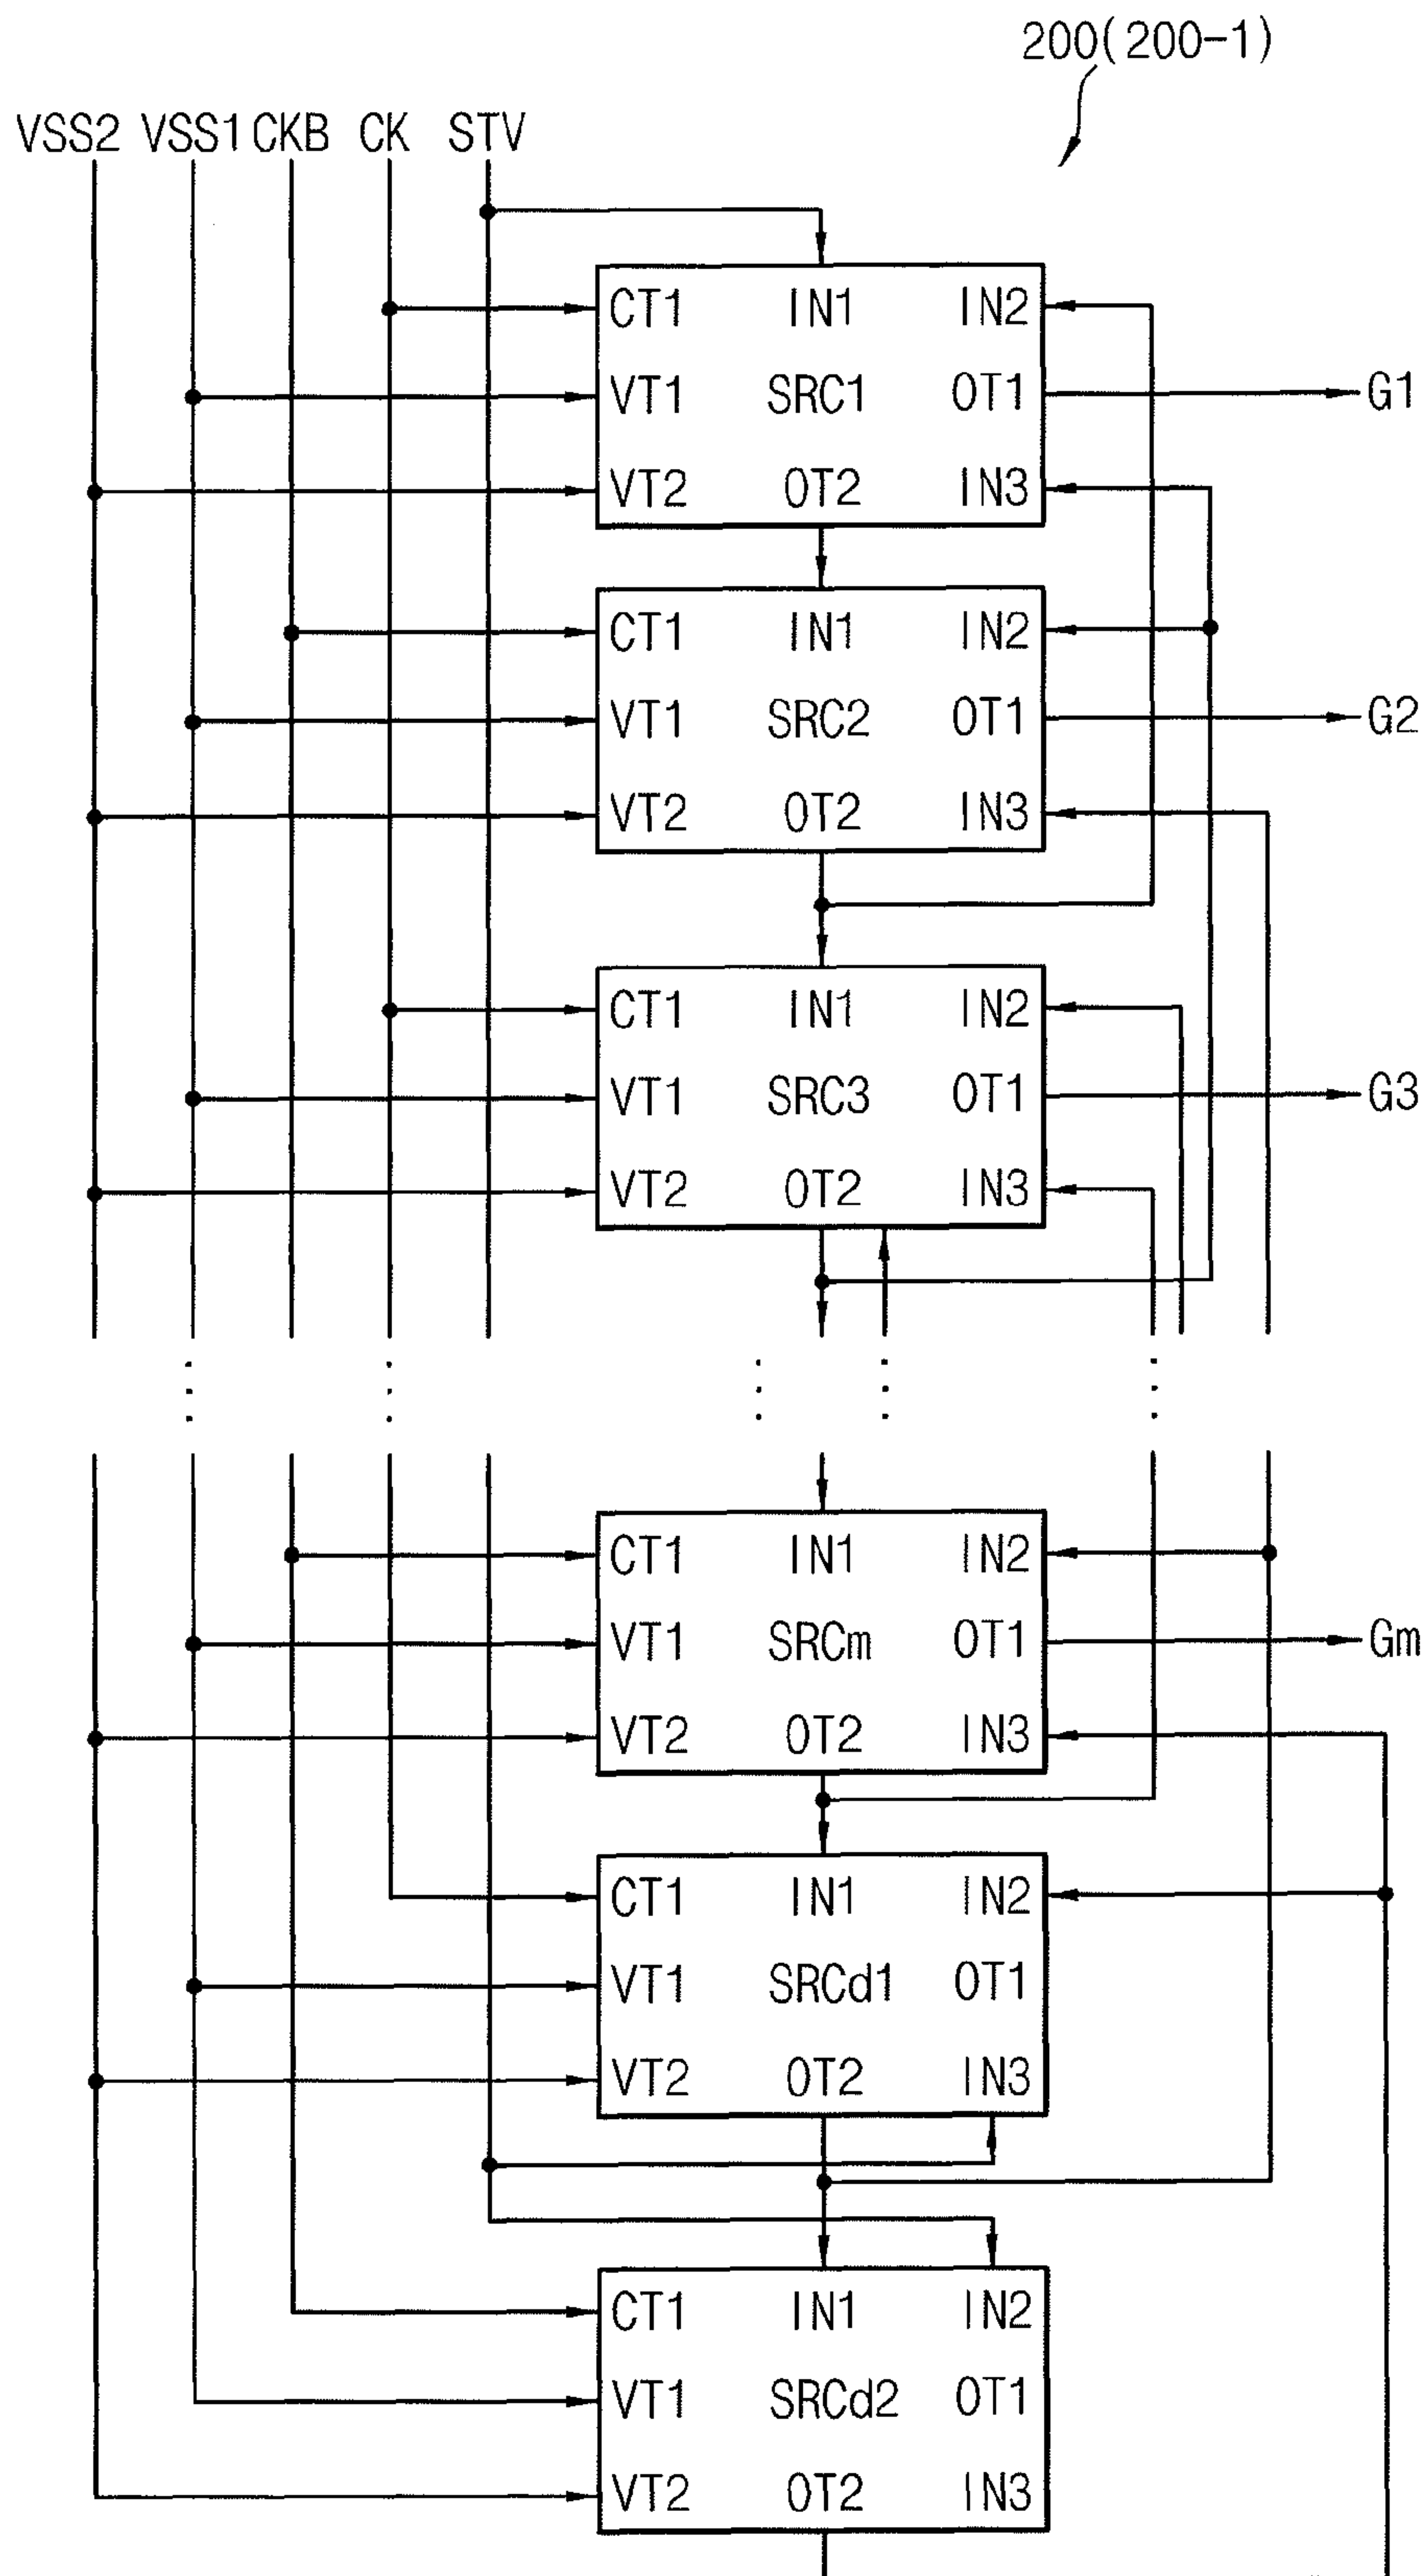 200(200-1)
VSS2 VSS1 CKB CK STV
CT1 IN1 IN2
VT1 SRC1 OT1 G1
VT2 OT2 IN3
CT1 IN1 IN2
VT1 SRC2 OT1 G2
VT2 OT2 IN3
CT1 IN1 IN2
VT1 SRC3 OT1 G3
VT2 OT2 IN3
CT1 IN1 IN2
VT1 SRCm OT1 Gm
VT2 OT2 IN3
CT1 IN1 IN2
VT1 SRCd1 OT1
VT2 OT2 IN3
CT1 IN1 IN2
VT1 SRCd2 OT1
VT2 OT2 IN3